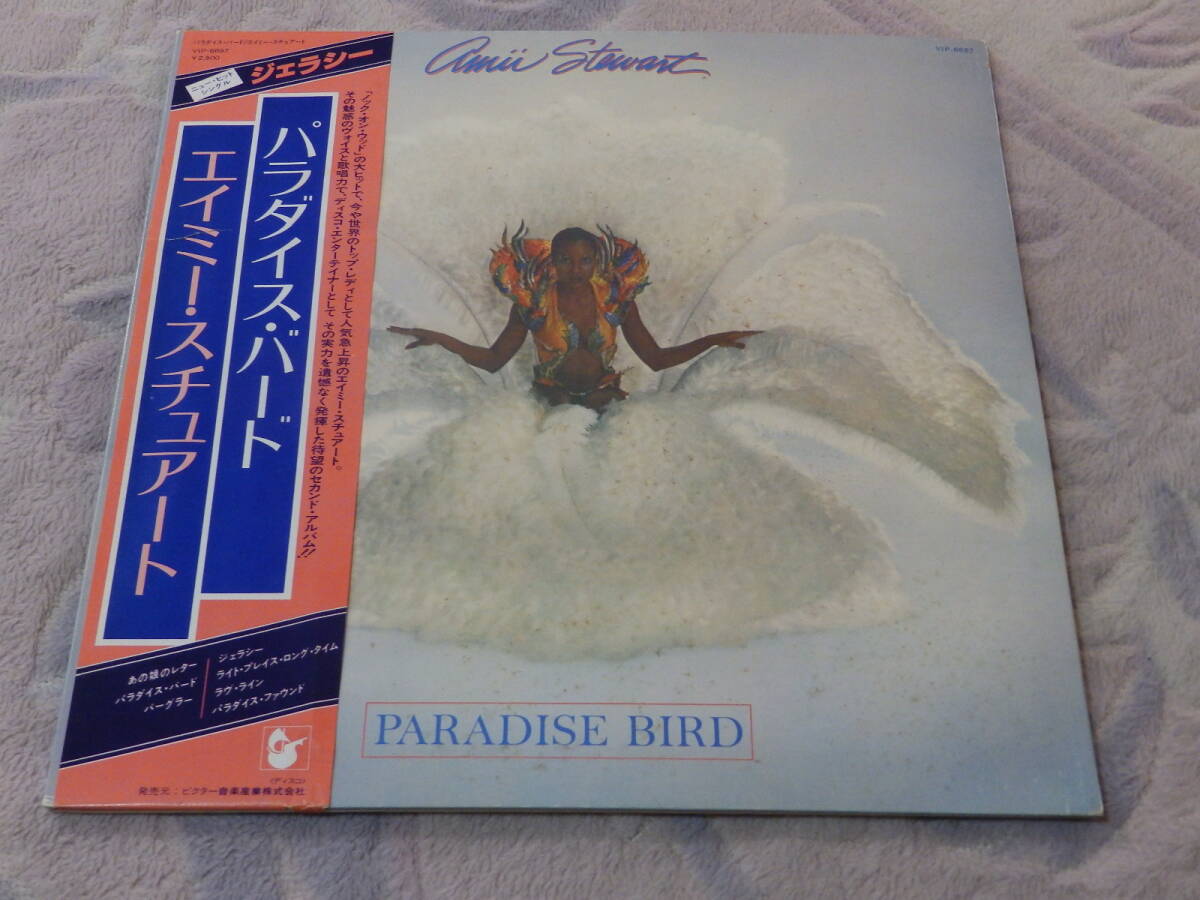 パラダイス・バード/エイミー・スチュアート
VIP-6697
¥2,500
ニュー・ヒット
シングル
ジェラシー
パラダイス・バード
エイミー・スチュアート
「ノック・オン・ウッド」の大ヒットで、今や世界のトップ・レディとして人気急上昇のエイミー・スチュアート。
その魅惑のヴォイスと歌唱力で、ディスコ・エンターテイナーとして その実力を遺憾なく発揮した待望のセカンド・アルバム!!
ジェラシー
ライト・プレイス・ロング・タイム
ラヴ・ライン
パラダイス・ファウンド
あの娘のレター
パラダイス・バード
バーグラー
〈ディスコ〉
発売元:ビクター音楽産業株式会社
Amii Stewart
VIP-6697
PARADISE BIRD